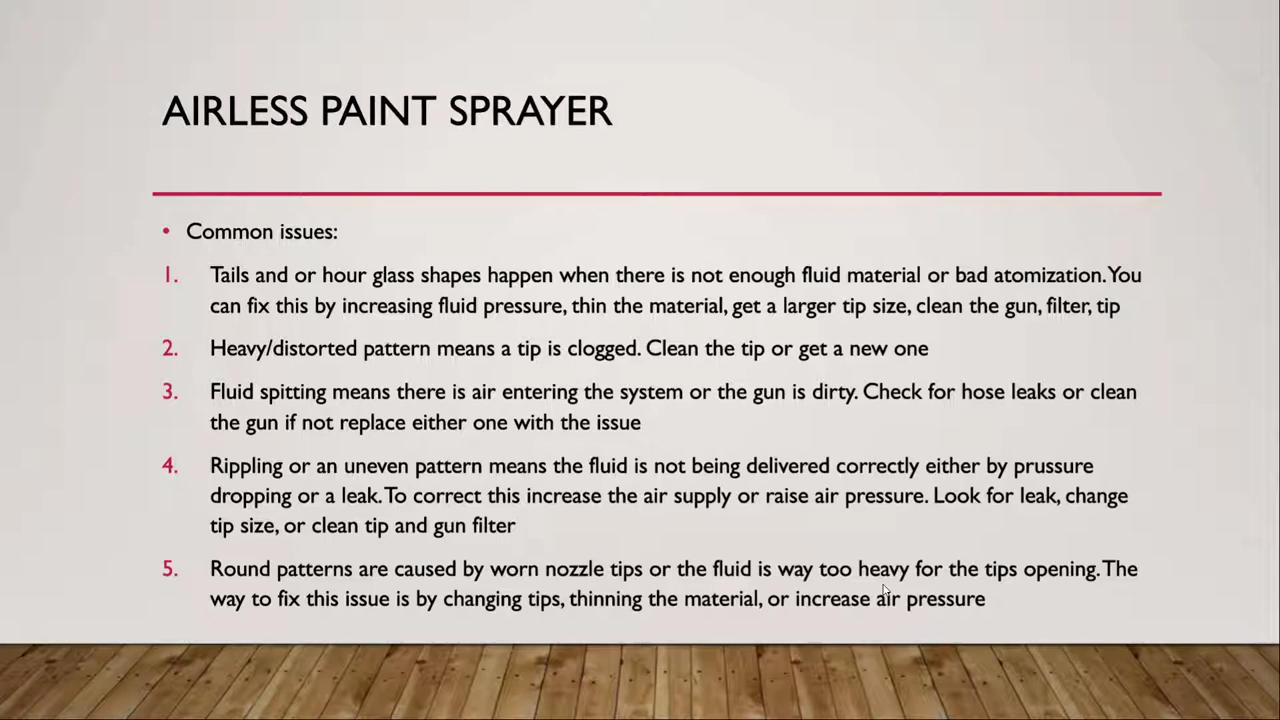 AIRLESS PAINT SPRAYER
• Common issues:
1. Tails and or hour glass shapes happen when there is not enough fluid material or bad atomization. You
can fix this by increasing fluid pressure, thin the material, get a larger tip size, clean the gun, filter, tip
2. Heavy/distorted pattern means a tip is clogged. Clean the tip or get a new one
3. Fluid spitting means there is air entering the system or the gun is dirty. Check for hose leaks or clean
the gun if not replace either one with the issue
4. Rippling or an uneven pattern means the fluid is not being delivered correctly either by prussure
dropping or a leak. To correct this increase the air supply or raise air pressure. Look for leak, change
tip size, or clean tip and gun filter
5. Round patterns are caused by worn nozzle tips or the fluid is way too heavy for the tips opening. The
way to fix this issue is by changing tips, thinning the material, or increase air pressure